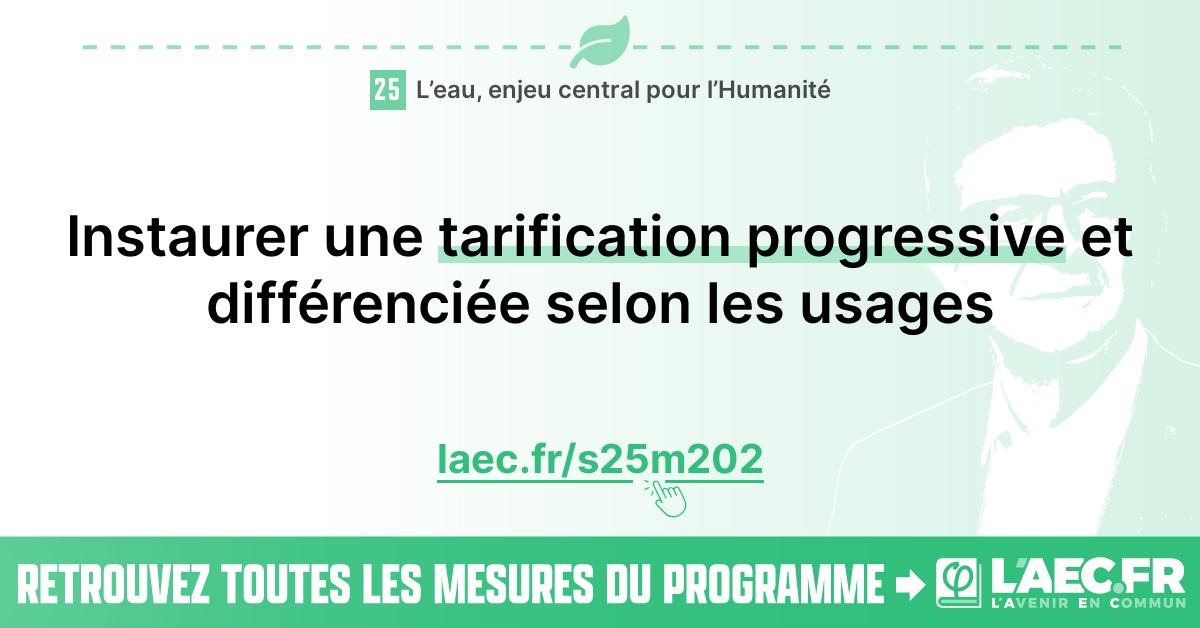 25 L’eau, enjeu central pour l’Humanité
Instaurer une tarification progressive et
différenciée selon les usages
laec.fr/s25m202
RETROUVEZ TOUTES LES MESURES DU PROGRAMME
φ L'AEC.FR
L'AVENIR EN COMMUN